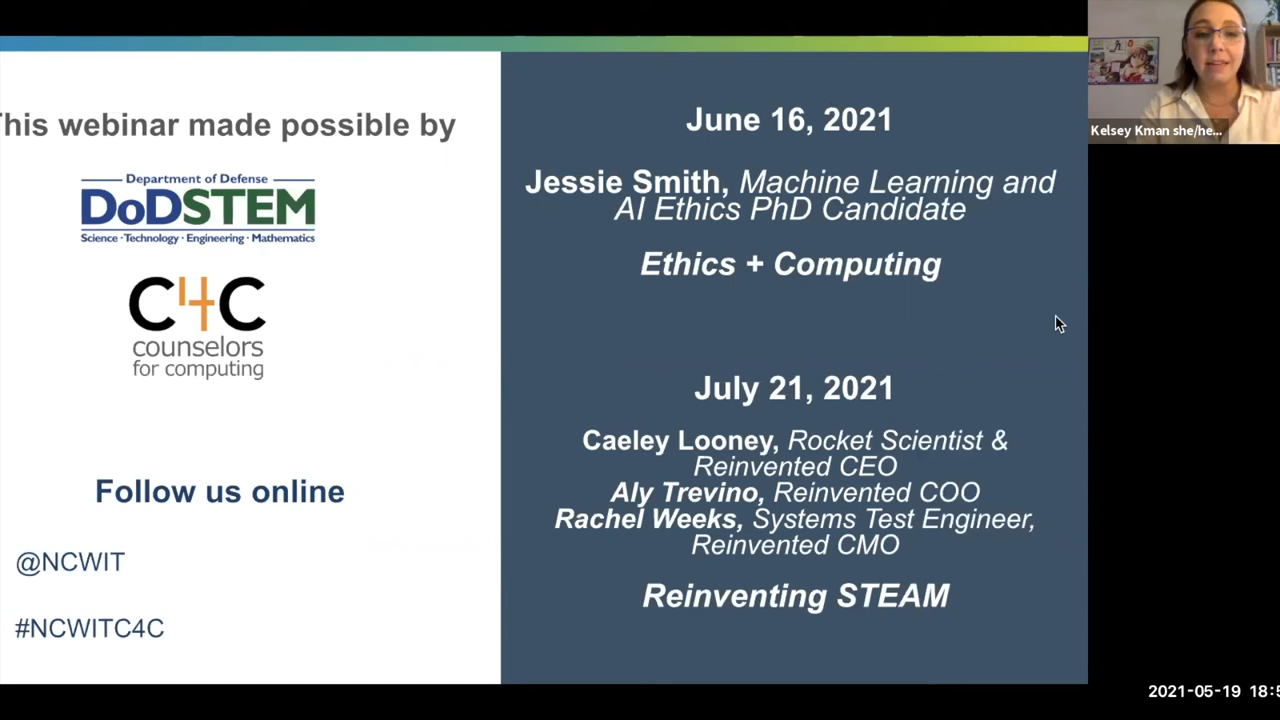 This webinar made possible by
Department of Defense
DoDSTEM
Science · Technology · Engineering · Mathematics
C4C
counselors
for computing
Follow us online
@NCWIT
#NCWITC4C
June 16, 2021
Jessie Smith, Machine Learning and
AI Ethics PhD Candidate
Ethics + Computing
July 21, 2021
Caeley Looney, Rocket Scientist &
Reinvented CEO
Aly Trevino, Reinvented COO
Rachel Weeks, Systems Test Engineer,
Reinvented CMO
Reinventing STEAM
Kelsey Kman she/he...
2021-05-19 18:5